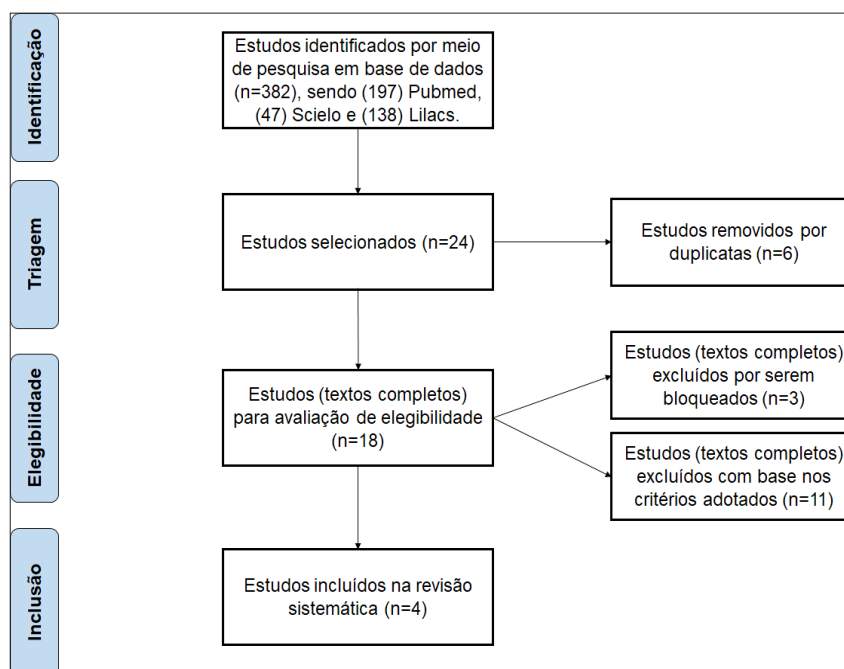 Identificação
Estudos identificados por meio
de pesquisa em base de dados
(n=382), sendo (197) Pubmed,
(47) Scielo e (138) Lilacs.
Triagem
Estudos selecionados (n=24)
Estudos removidos por
duplicatas (n=6)
Elegibilidade
Estudos (textos completos)
para avaliação de elegibilidade
(n=18)
Estudos (textos completos)
excluídos por serem
bloqueados (n=3)
Estudos (textos completos)
excluídos com base nos
critérios adotados (n=11)
Inclusão
Estudos incluídos na revisão
sistemática (n=4)